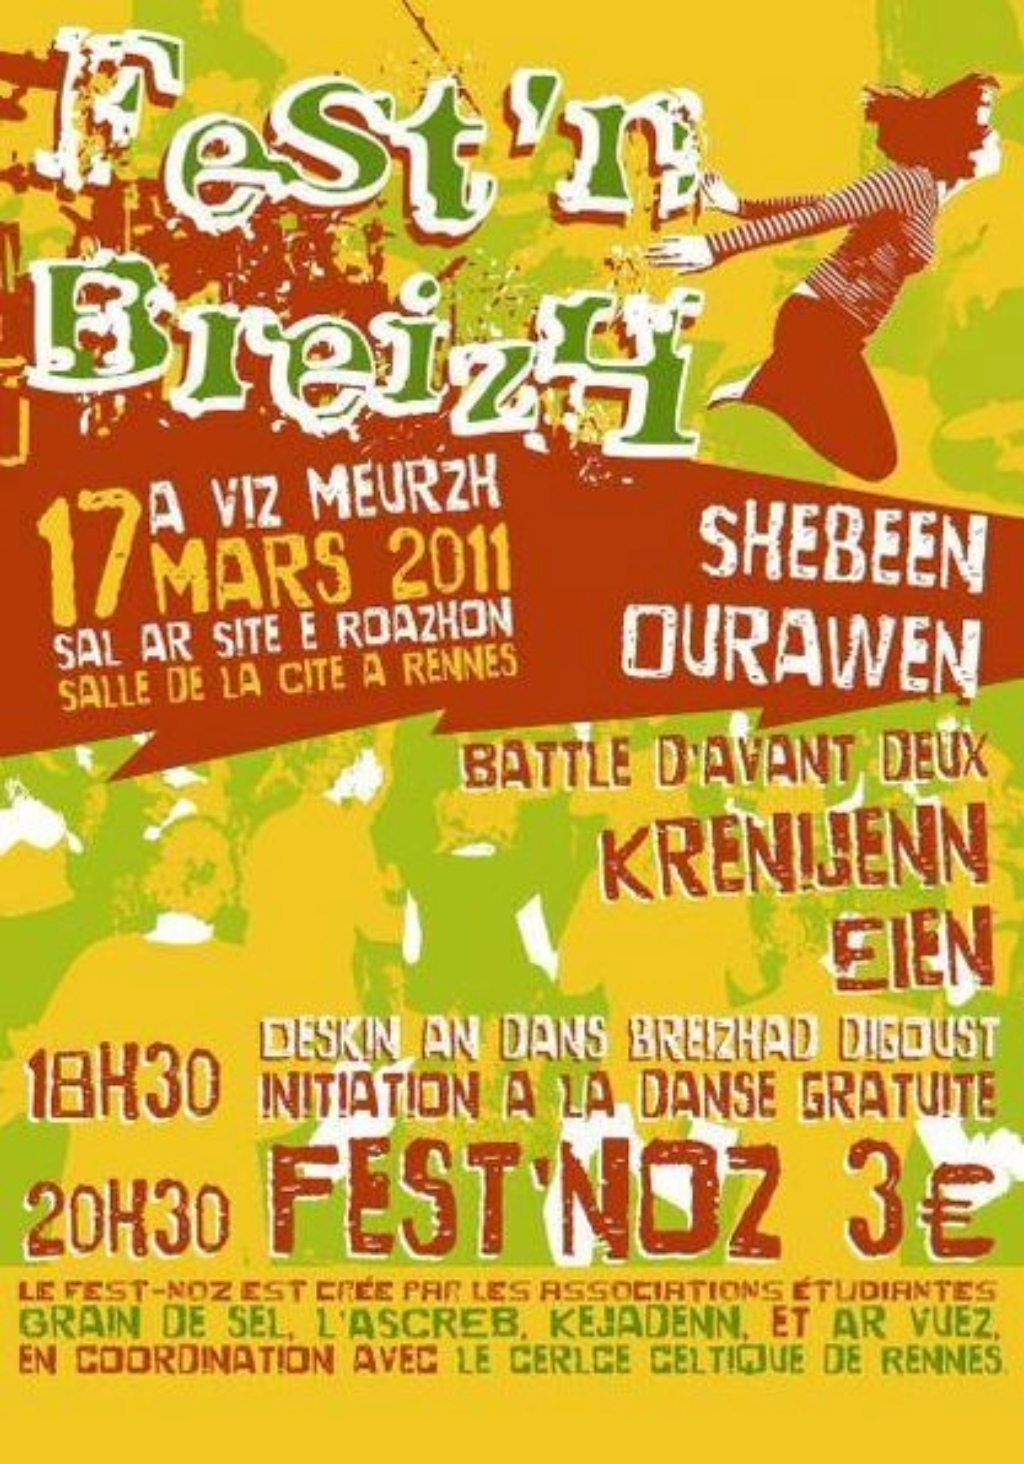 Fest'n
BreizH
17 A VIZ MEURZH
MARS 2011
SAL AR SITE E ROAZHON
SALLE DE LA CITE A RENNES
SHEBEEN
OURAWEN
BATTLE D'AVANT DEUX
KRENIJENN
EIEN
18H30
DESKIN AN DANS BREIZHAD DIGOUST
INITIATION A LA DANSE GRATUITE
20H30 FEST'NOZ 3€
LE FEST-NOZ EST CRÉE PAR LES ASSOCIATIONS ÉTUDIANTES
GRAIN DE SEL, L'ASCREB, KEJADENN, ET AR VUEZ,
EN COORDINATION AVEC LE CERLCE CELTIQUE DE RENNES.